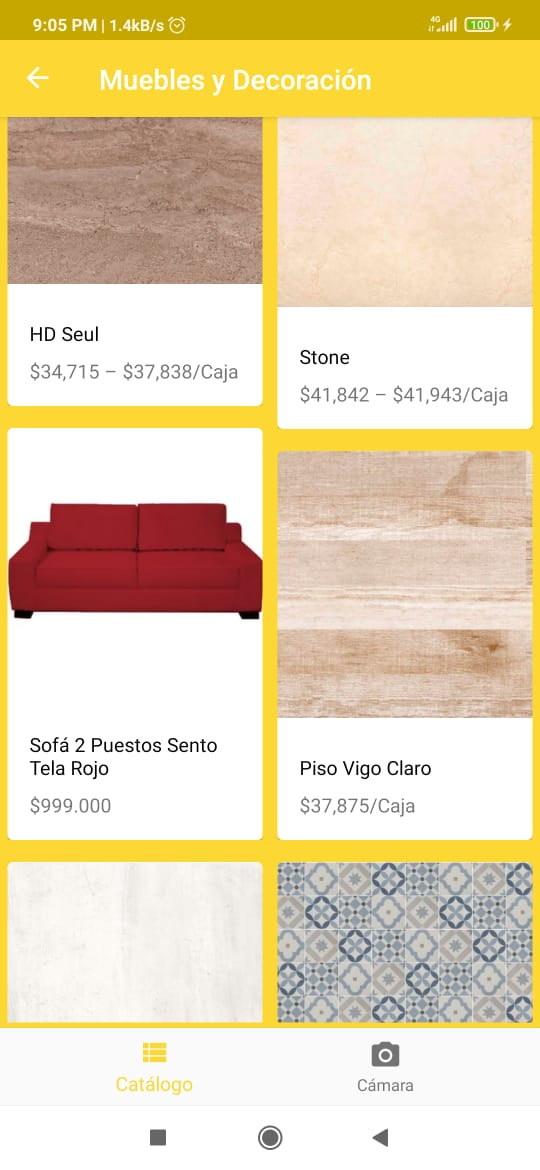 9:05 PM | 1.4kB/s
4G
100
Muebles y Decoración
HD Seul
$34,715 – $37,838/Caja
Stone
$41,842 – $41,943/Caja
Sofá 2 Puestos Sento
Tela Rojo
$999.000
Piso Vigo Claro
$37,875/Caja
Catálogo
Cámara